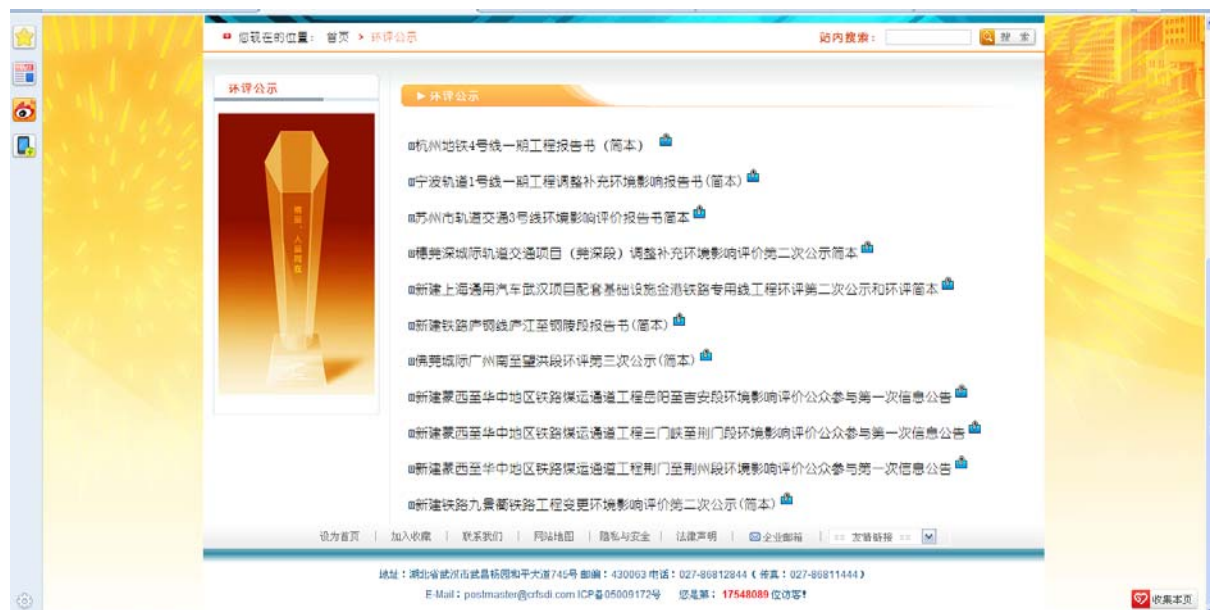 您现在的位置： 首页 > 环评公示
站内搜索：
搜 索
环评公示
环评公示
杭州地铁4号线一期工程报告书（简本）
宁波轨道1号线一期工程调整补充环境影响报告书(简本)
苏州市轨道交通3号线环境影响评价报告书简本
穗莞深城际轨道交通项目（莞深段）调整补充环境影响评价第二次公示简本
新建上海通用汽车武汉项目配套基础设施金港铁路专用线工程环评第二次公示和环评简本
新建铁路庐铜线庐江至铜陵段报告书(简本)
佛莞城际广州南至望洪段环评第三次公示(简本)
新建蒙西至华中地区铁路煤运通道工程岳阳至吉安段环境影响评价公众参与第一次信息公告
新建蒙西至华中地区铁路煤运通道工程三门峡至荆门段环境影响评价公众参与第一次信息公告
新建蒙西至华中地区铁路煤运通道工程荆门至荆州段环境影响评价公众参与第一次信息公告
新建铁路九景衢铁路工程变更环境影响评价第二次公示(简本)
设为首页 | 加入收藏 | 联系我们 | 网站地图 | 隐私与安全 | 法律声明 | 企业邮箱 | == 友情链接 ==
地址：湖北省武汉市武昌杨园和平大道745号 邮编：430063 电话：027-86812844 ( 传真：027-86811444 )
E-Mail：postmaster@crfsdi.com ICP备05009172号 您是第： 17548089 位访客!
收集本页